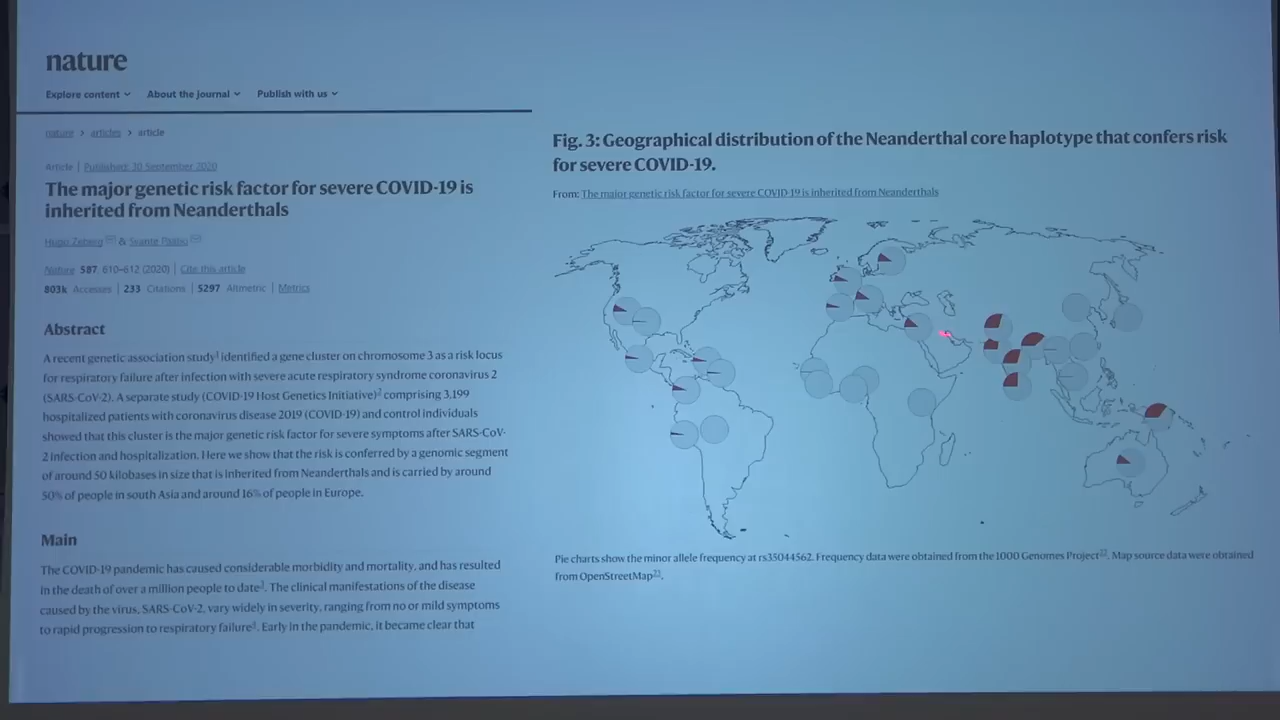 nature
Explore content
About the journal
Publish with us
nature > articles > article
Article | Published: 30 September 2020
The major genetic risk factor for severe COVID-19 is
inherited from Neanderthals
Hugo Zeberg & Svante Pääbo
Nature 587, 610–612 (2020) | Cite this article
803k Accesses | 233 Citations | 5297 Altmetric | Metrics
Abstract
A recent genetic association study1 identified a gene cluster on chromosome 3 as a risk locus
for respiratory failure after infection with severe acute respiratory syndrome coronavirus 2
(SARS-CoV-2). A separate study (COVID-19 Host Genetics Initiative)2 comprising 3,199
hospitalized patients with coronavirus disease 2019 (COVID-19) and control individuals
showed that this cluster is the major genetic risk factor for severe symptoms after SARS-CoV-
2 infection and hospitalization. Here we show that the risk is conferred by a genomic segment
of around 50 kilobases in size that is inherited from Neanderthals and is carried by around
50% of people in south Asia and around 16% of people in Europe.
Main
The COVID-19 pandemic has caused considerable morbidity and mortality, and has resulted
in the death of over a million people to date3. The clinical manifestations of the disease
caused by the virus, SARS-CoV-2, vary widely in severity, ranging from no or mild symptoms
to rapid progression to respiratory failure4. Early in the pandemic, it became clear that
Fig. 3: Geographical distribution of the Neanderthal core haplotype that confers risk
for severe COVID-19.
From: The major genetic risk factor for severe COVID-19 is inherited from Neanderthals
Pie charts show the minor allele frequency at rs35044562. Frequency data were obtained from the 1000 Genomes Project22. Map source data were obtained
from OpenStreetMap23.